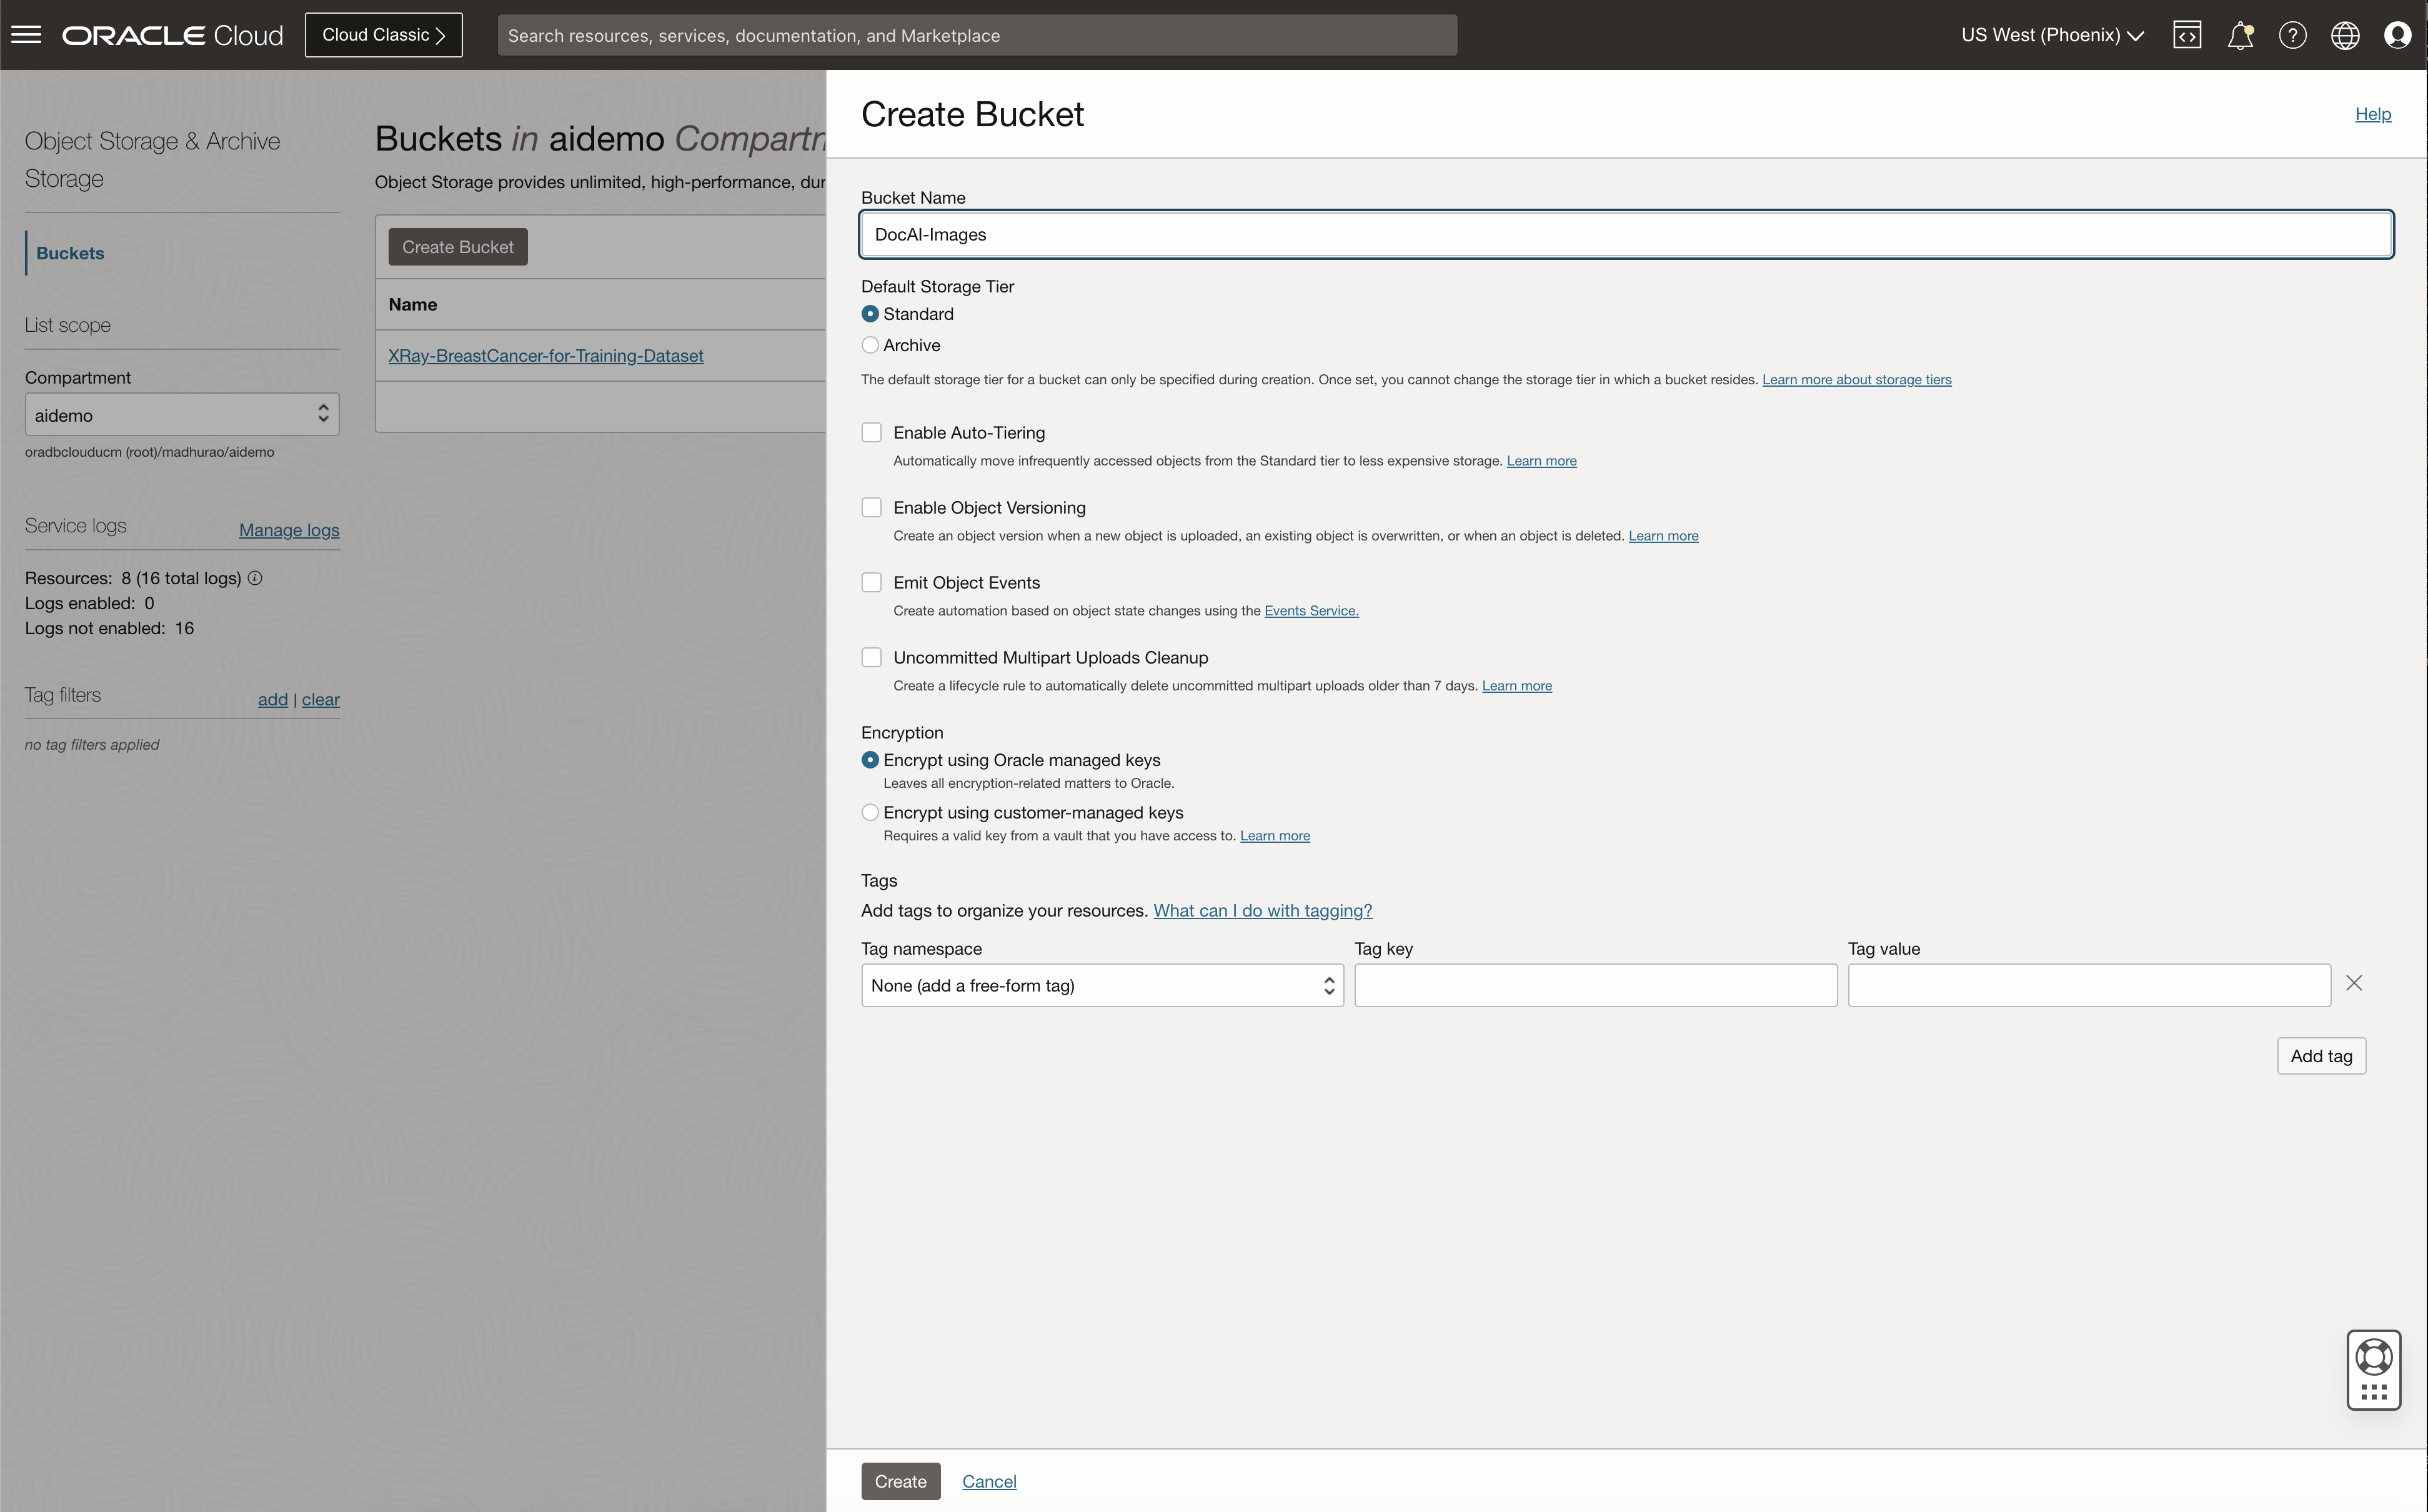 ORACLE Cloud
Cloud Classic
Search resources, services, documentation, and Marketplace
US West (Phoenix)
Object Storage & Archive
Storage
Buckets
List scope
Compartment
aidemo
oradbclouducm (root)/madhurao/aidemo
Service logs
Manage logs
Resources: 8 (16 total logs)
Logs enabled: 0
Logs not enabled: 16
Tag filters
add | clear
no tag filters applied
Buckets in aidemo Compartm
Object Storage provides unlimited, high-performance, dur
Create Bucket
Name
XRay-BreastCancer-for-Training-Dataset
Create Bucket
Help
Bucket Name
DocAI-Images
Default Storage Tier
Standard
Archive
The default storage tier for a bucket can only be specified during creation. Once set, you cannot change the storage tier in which a bucket resides. Learn more about storage tiers
Enable Auto-Tiering
Automatically move infrequently accessed objects from the Standard tier to less expensive storage. Learn more
Enable Object Versioning
Create an object version when a new object is uploaded, an existing object is overwritten, or when an object is deleted. Learn more
Emit Object Events
Create automation based on object state changes using the Events Service.
Uncommitted Multipart Uploads Cleanup
Create a lifecycle rule to automatically delete uncommitted multipart uploads older than 7 days. Learn more
Encryption
Encrypt using Oracle managed keys
Leaves all encryption-related matters to Oracle.
Encrypt using customer-managed keys
Requires a valid key from a vault that you have access to. Learn more
Tags
Add tags to organize your resources. What can I do with tagging?
Tag namespace
Tag key
Tag value
None (add a free-form tag)
Add tag
Create
Cancel